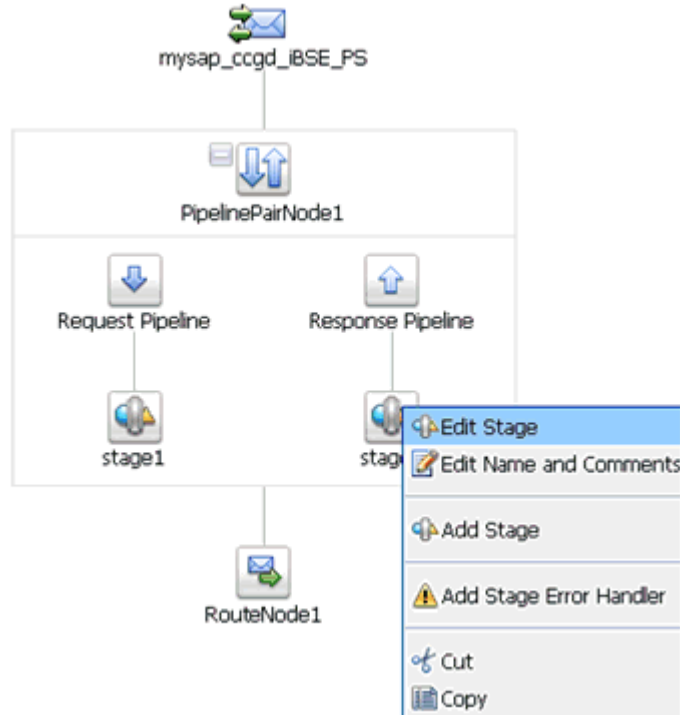 mysap_ccgd_iBSE_PS
PipelinePairNode1
Request Pipeline
Response Pipeline
stage1
stag
Edit Stage
Edit Name and Comments
Add Stage
Add Stage Error Handler
Cut
Copy
RouteNode1